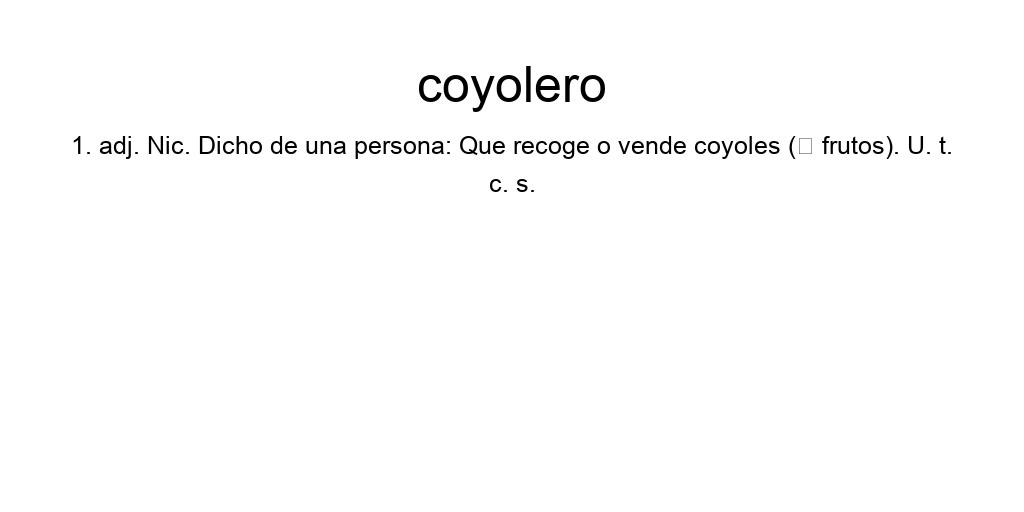 coyolero
1. adj. Nic. Dicho de una persona: Que recoge o vende coyoles (□ frutos). U. t.
c. s.